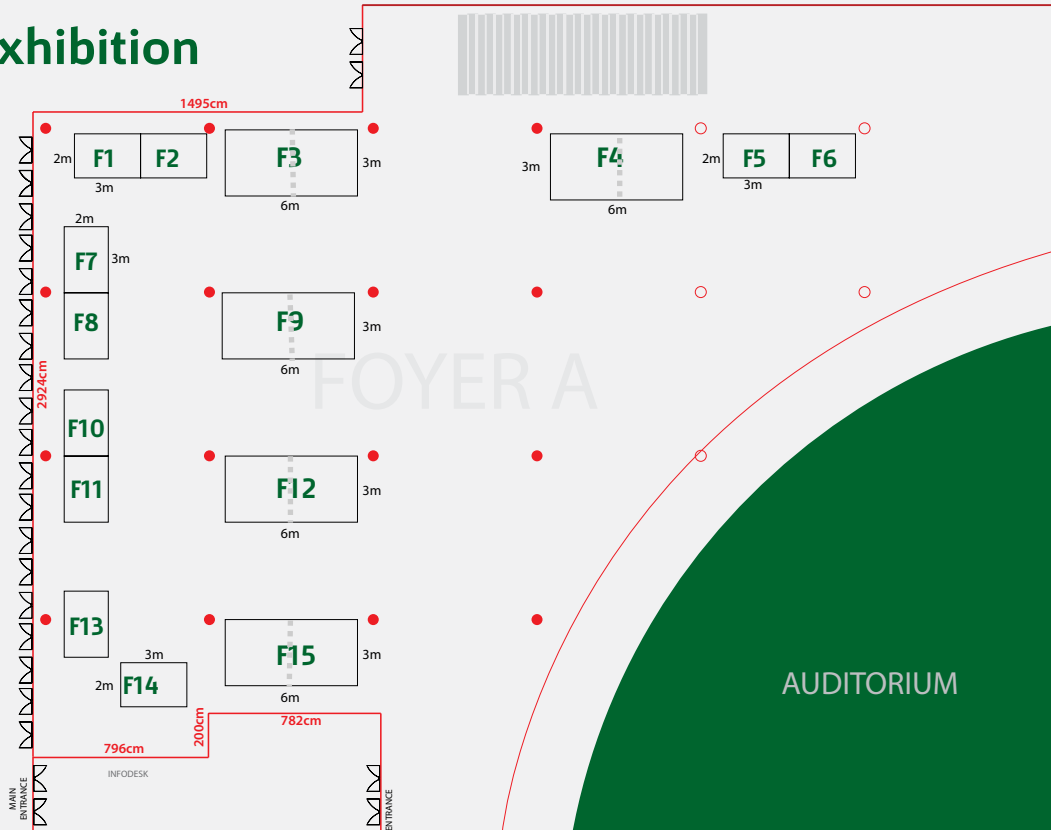 xhibition
1495cm
2m
F1
F2
3m
F3
3m
6m
3m
F4
6m
2m
F5
F6
3m
2m
F7
3m
F8
F9
3m
6m
FOYER A
2924cm
F10
F11
F12
3m
6m
F13
3m
2m
F14
F15
3m
6m
200cm
782cm
796cm
INFODESK
MAIN
ENTRANCE
ENTRANCE
AUDITORIUM